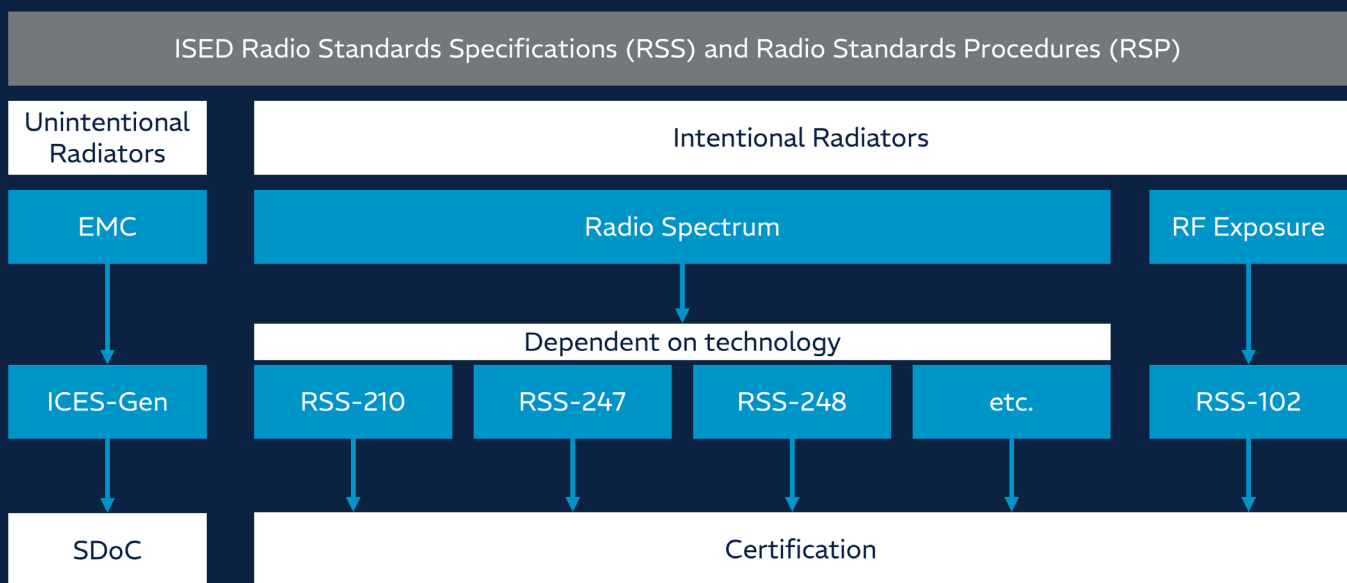 ISED Radio Standards Specifications (RSS) and Radio Standards Procedures (RSP)
Unintentional
Radiators
Intentional Radiators
EMC
Radio Spectrum
RF Exposure
Dependent on technology
ICES-Gen
RSS-210
RSS-247
RSS-248
etc.
RSS-102
SDoC
Certification